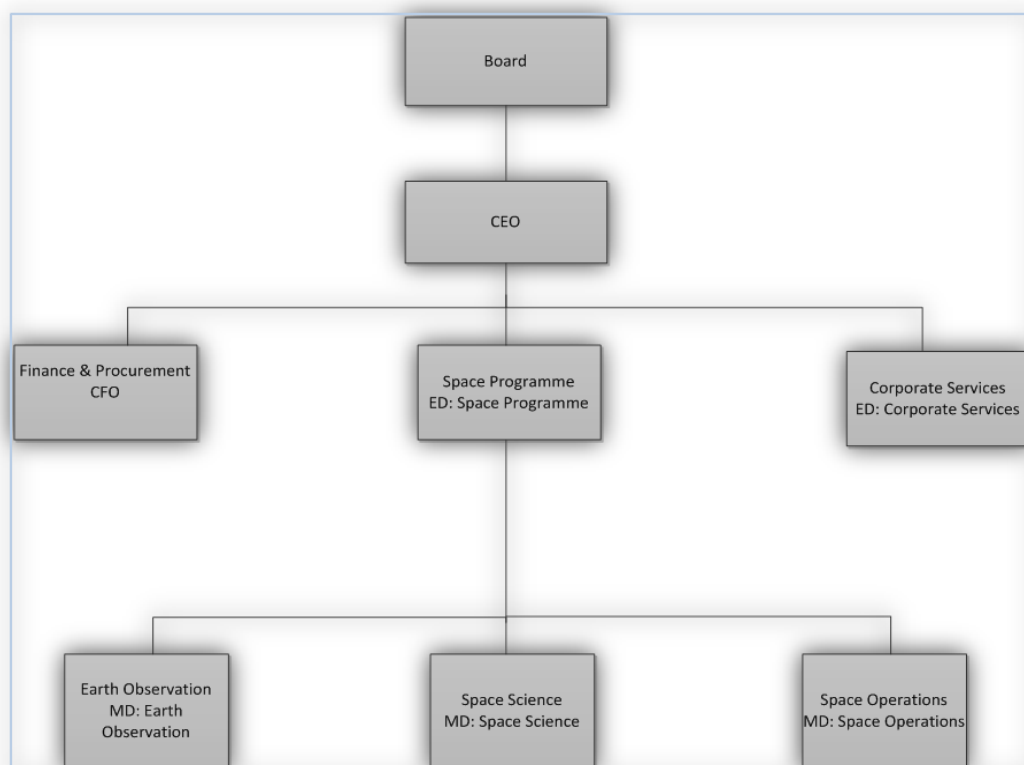 Board
CEO
Finance & Procurement
CFO
Space Programme
ED: Space Programme
Corporate Services
ED: Corporate Services
Earth Observation
MD: Earth
Observation
Space Science
MD: Space Science
Space Operations
MD: Space Operations